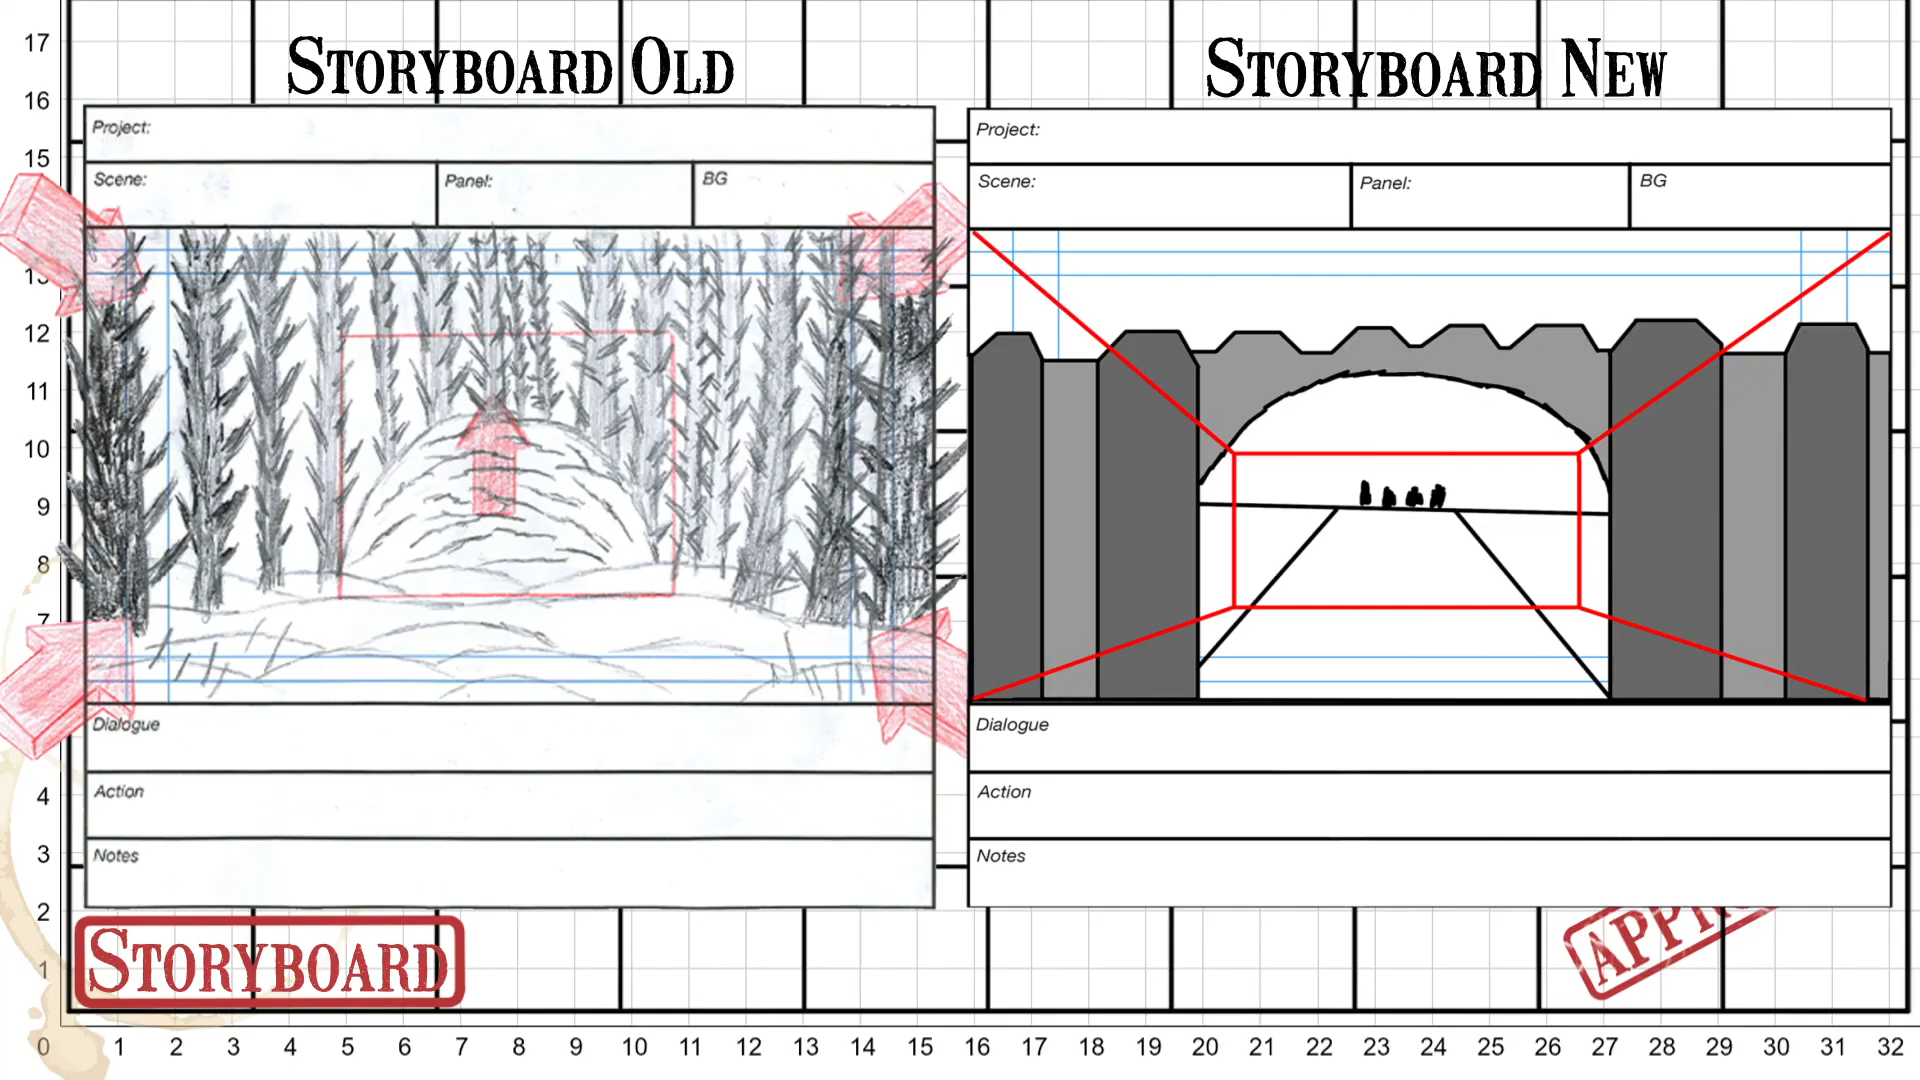 Storyboard Old
Storyboard New
Project:
Scene:
Panel:
BG
Dialogue
Action
Notes
Project:
Scene:
Panel:
BG
Dialogue
Action
Notes
Storyboard
17
16
15
13
12
11
10
9
8
7
4
3
2
1
0 1 2 3 4 5 6 7 8 9 10 11 12 13 14 15 16 17 18 19 20 21 22 23 24 25 26 27 28 29 30 31 32